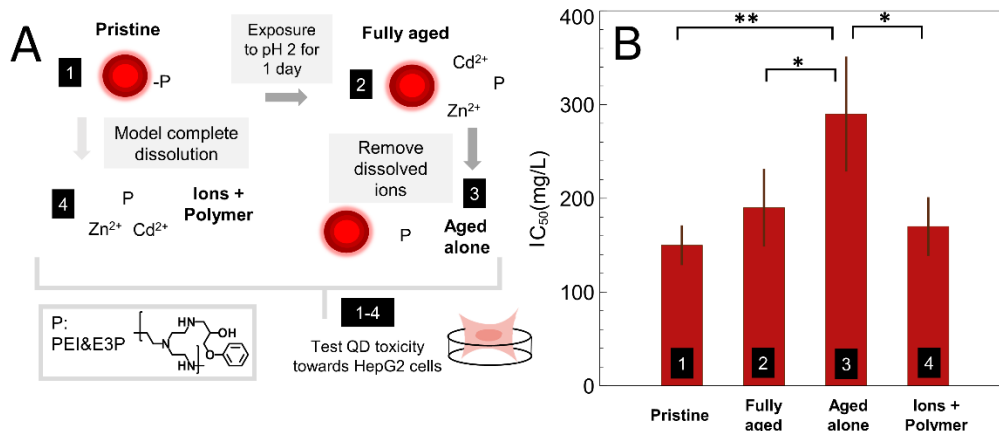 A
Pristine
1
-P
Exposure
to pH 2 for
1 day
Fully aged
2
Cd²⁺
P
Zn²⁺
Model complete
dissolution
Remove
dissolved
ions
3
4
P
Zn²⁺ Cd²⁺
Ions +
Polymer
P
Aged
alone
P:
PEI&E3P
HN
OH
N
O
HN
NH₂
n
1-4
Test QD toxicity
towards HepG2 cells
B
400
300
200
100
0
IC₅₀(mg/L)
**
*
*
1
2
3
4
Pristine
Fully
aged
Aged
alone
Ions +
Polymer